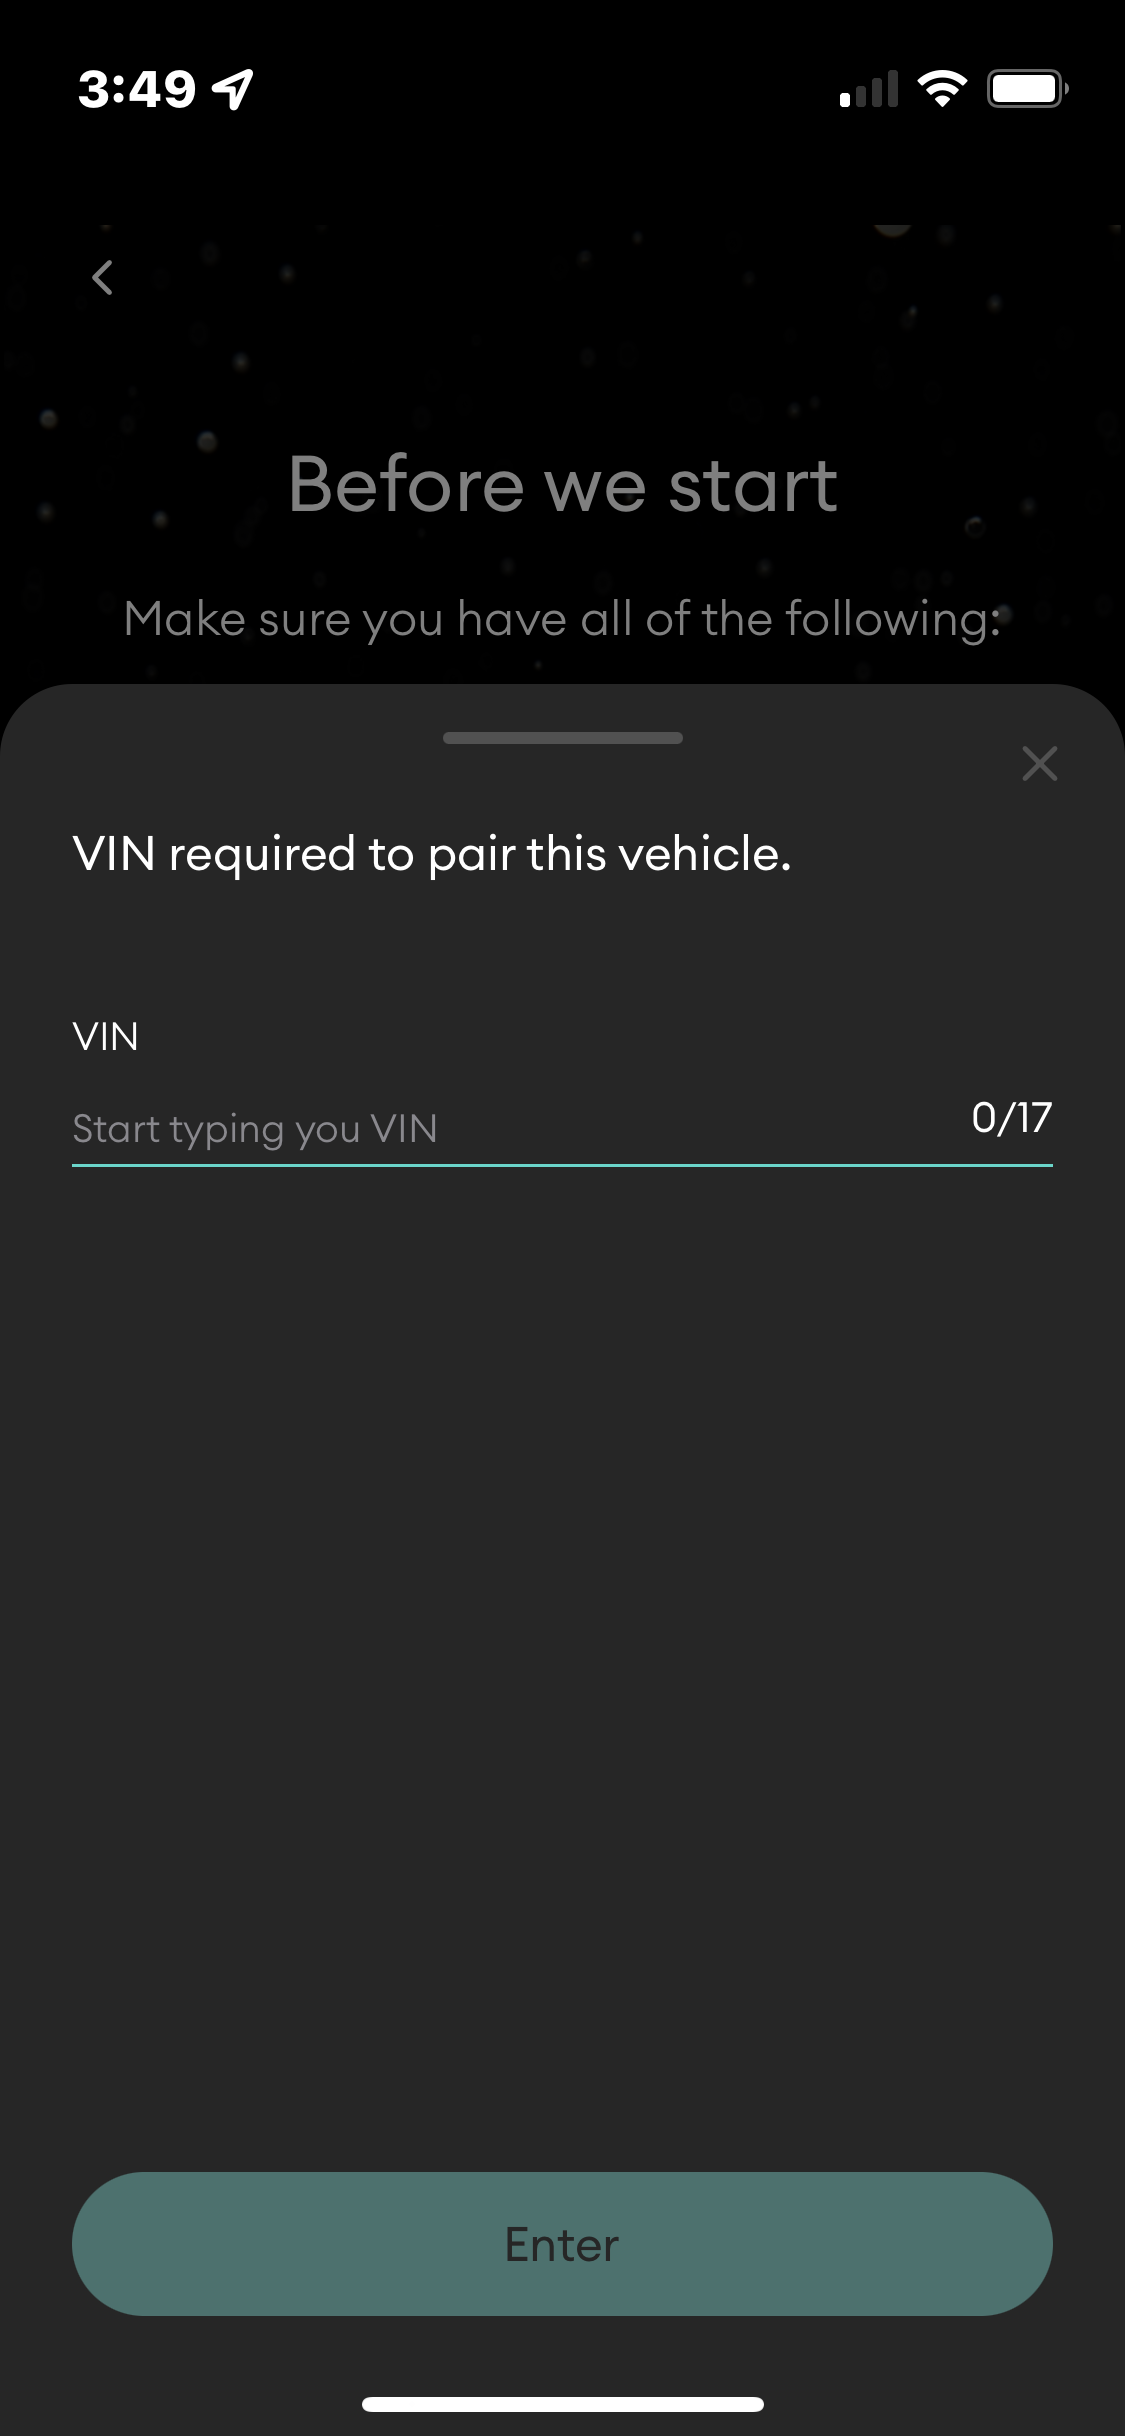 3:49
Before we start
Make sure you have all of the following:
VIN required to pair this vehicle.
VIN
Start typing you VIN
0/17
Enter